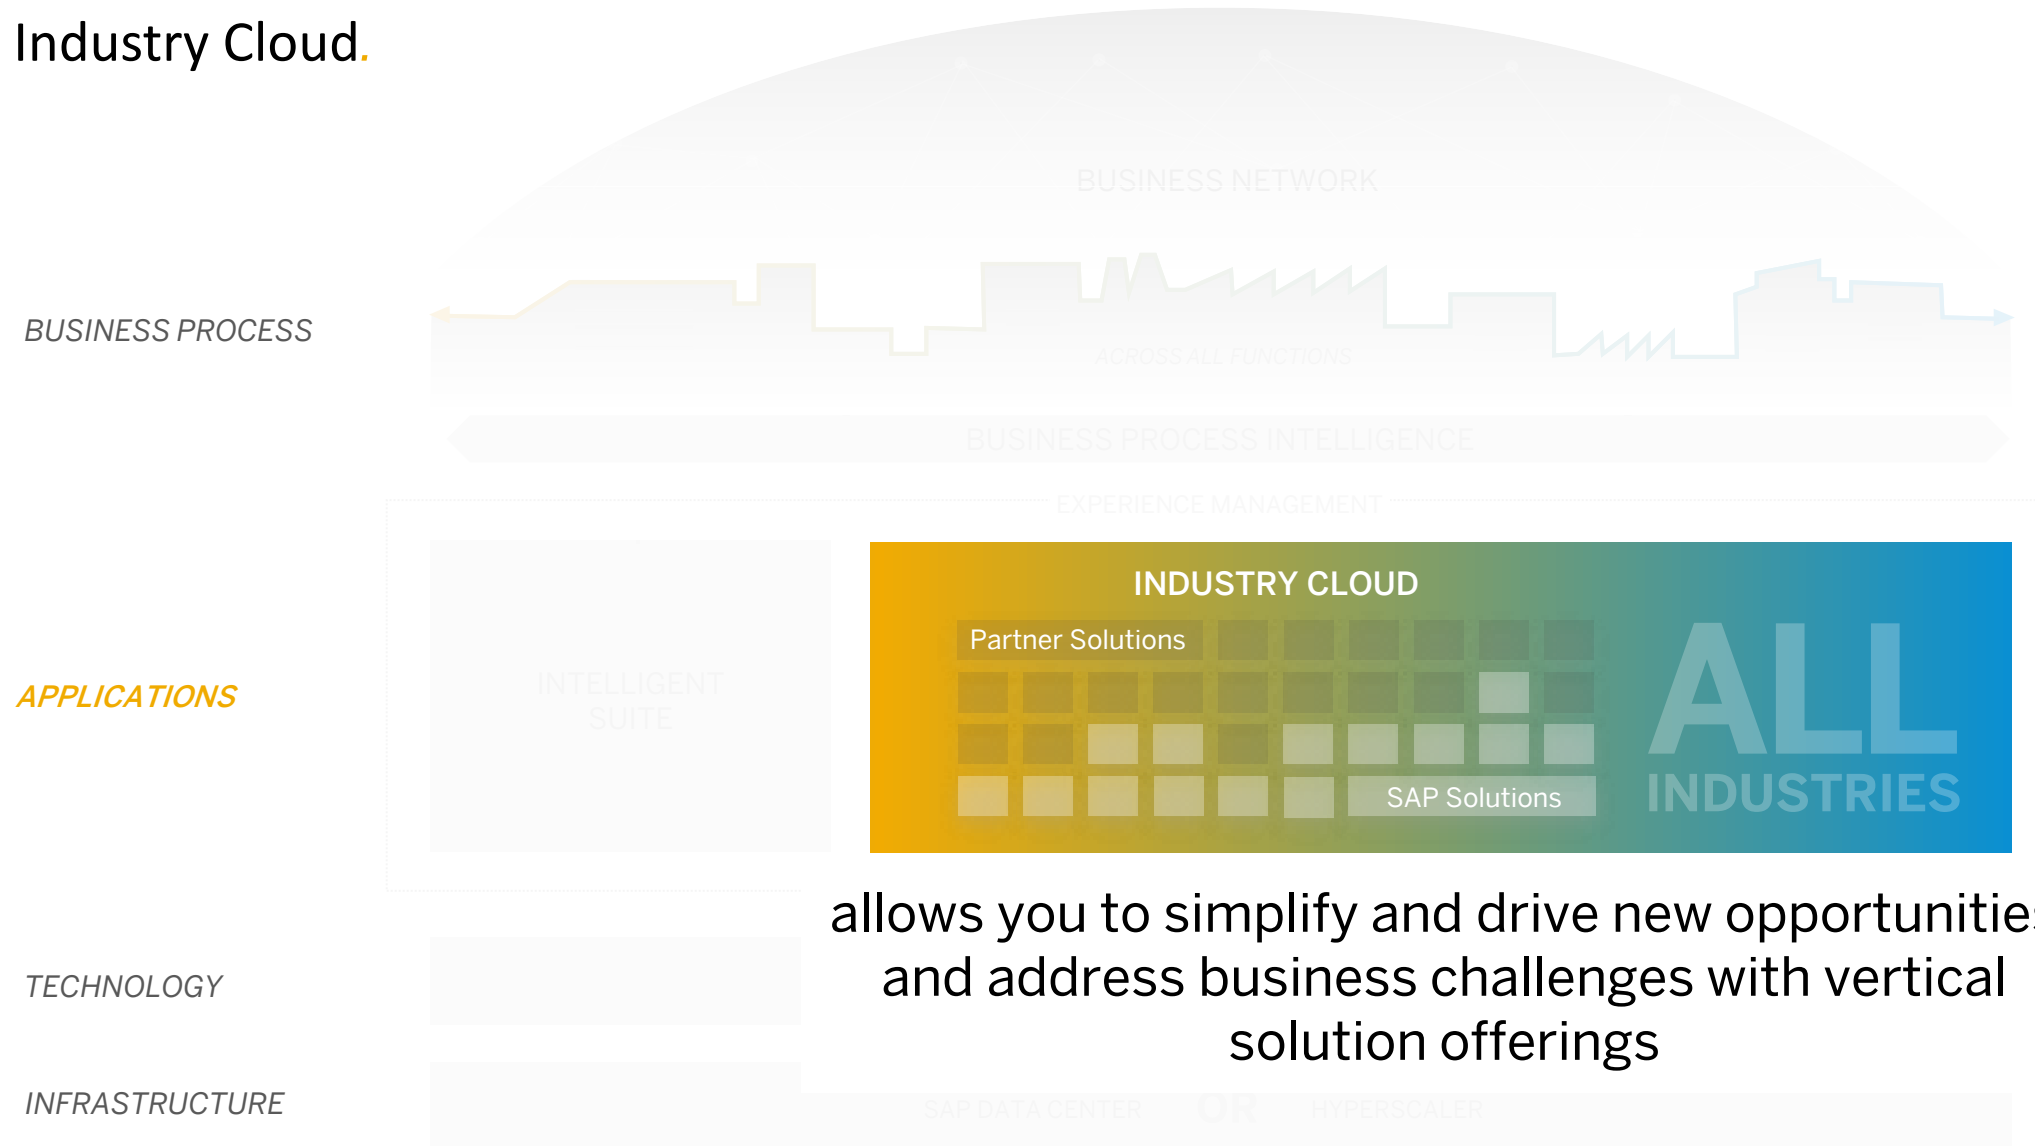 Industry Cloud.
BUSINESS NETWORK
BUSINESS PROCESS
ACROSS ALL FUNCTIONS
BUSINESS PROCESS INTELLIGENCE
EXPERIENCE MANAGEMENT
APPLICATIONS
INTELLIGENT
SUITE
INDUSTRY CLOUD
Partner Solutions
SAP Solutions
ALL
INDUSTRIES
allows you to simplify and drive new opportunities
and address business challenges with vertical
solution offerings
TECHNOLOGY
INFRASTRUCTURE
SAP DATA CENTER OR HYPERSCALER